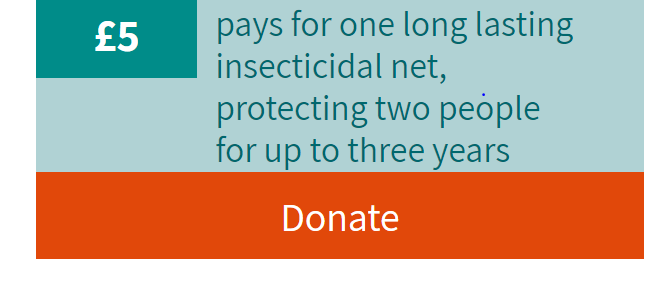 £5
pays for one long lasting
insecticidal net,
protecting two people
for up to three years
Donate